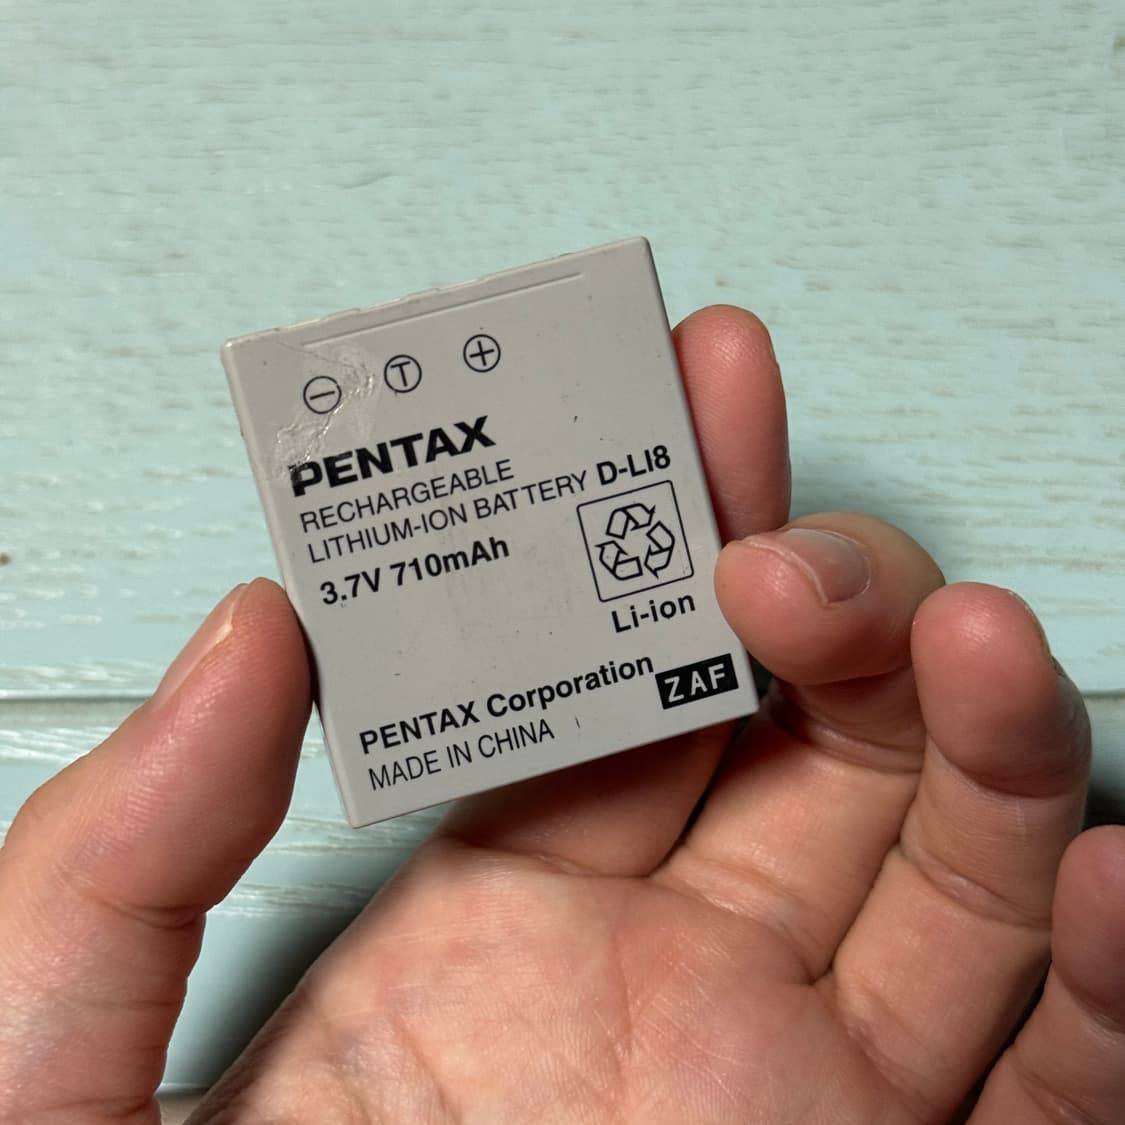 − T +
PENTAX
RECHARGEABLE
LITHIUM-ION BATTERY D-LI8
3.7V 710mAh
Li-ion
PENTAX Corporation ZAF
MADE IN CHINA